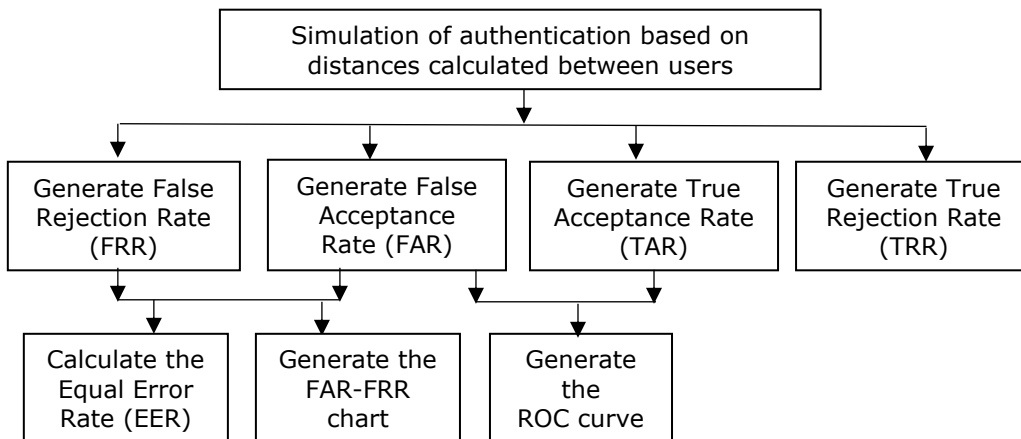 Simulation of authentication based on
distances calculated between users
Generate False
Rejection Rate
(FRR)
Generate False
Acceptance
Rate (FAR)
Generate True
Acceptance Rate
(TAR)
Generate True
Rejection Rate
(TRR)
Calculate the
Equal Error
Rate (EER)
Generate the
FAR-FRR
chart
Generate
the
ROC curve